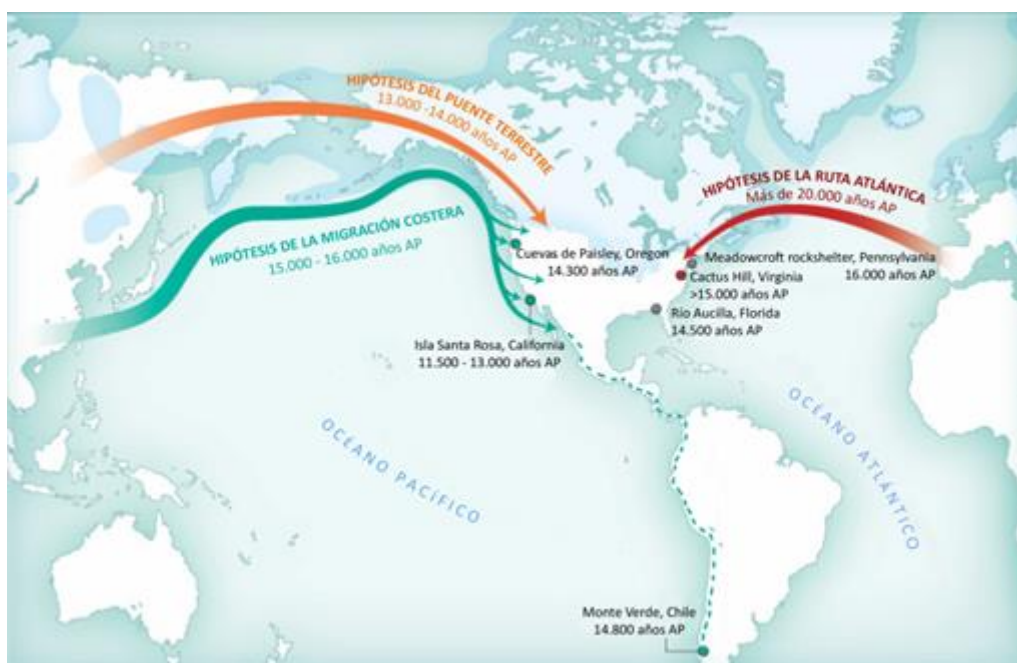 HIPÓTESIS DEL PUENTE TERRESTRE
13.000 -14.000 años AP
HIPÓTESIS DE LA RUTA ATLÁNTICA
Más de 20.000 años AP
HIPÓTESIS DE LA MIGRACIÓN COSTERA
15.000 - 16.000 años AP
Cuevas de Paisley, Oregon
14.300 años AP
Meadowcroft rockshelter, Pennsylvania
16.000 años AP
Cactus Hill, Virginia
>15.000 años AP
Río Aucilla, Florida
14.500 años AP
Isla Santa Rosa, California
11.500 - 13.000 años AP
OCÉANO PACÍFICO
OCÉANO ATLÁNTICO
Monte Verde, Chile
14.800 años AP